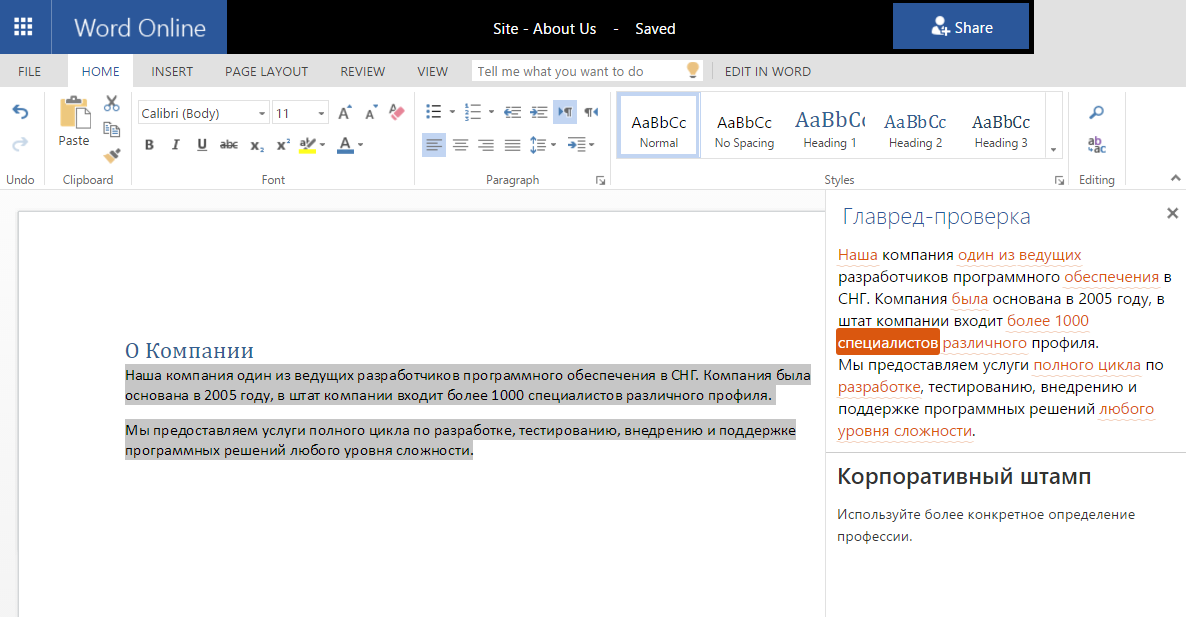 Word Online
Site - About Us - Saved
Share
FILE HOME INSERT PAGE LAYOUT REVIEW VIEW Tell me what you want to do EDIT IN WORD
Calibri (Body) 11
AaBbCc AaBbCc AaBbCc AaBbCc AaBbCc
Paste
B I U abc x₂ x² A
Normal No Spacing Heading 1 Heading 2 Heading 3
Undo Clipboard Font Paragraph Styles Editing
Главред-проверка
Наша компания один из ведущих
разработчиков программного обеспечения в
СНГ. Компания была основана в 2005 году, в
штат компании входит более 1000
специалистов различного профиля.
Мы предоставляем услуги полного цикла по
разработке, тестированию, внедрению и
поддержке программных решений любого
уровня сложности.
Корпоративный штамп
Используйте более конкретное определение
профессии.
О Компании
Наша компания один из ведущих разработчиков программного обеспечения в СНГ. Компания была
основана в 2005 году, в штат компании входит более 1000 специалистов различного профиля.
Мы предоставляем услуги полного цикла по разработке, тестированию, внедрению и поддержке
программных решений любого уровня сложности.